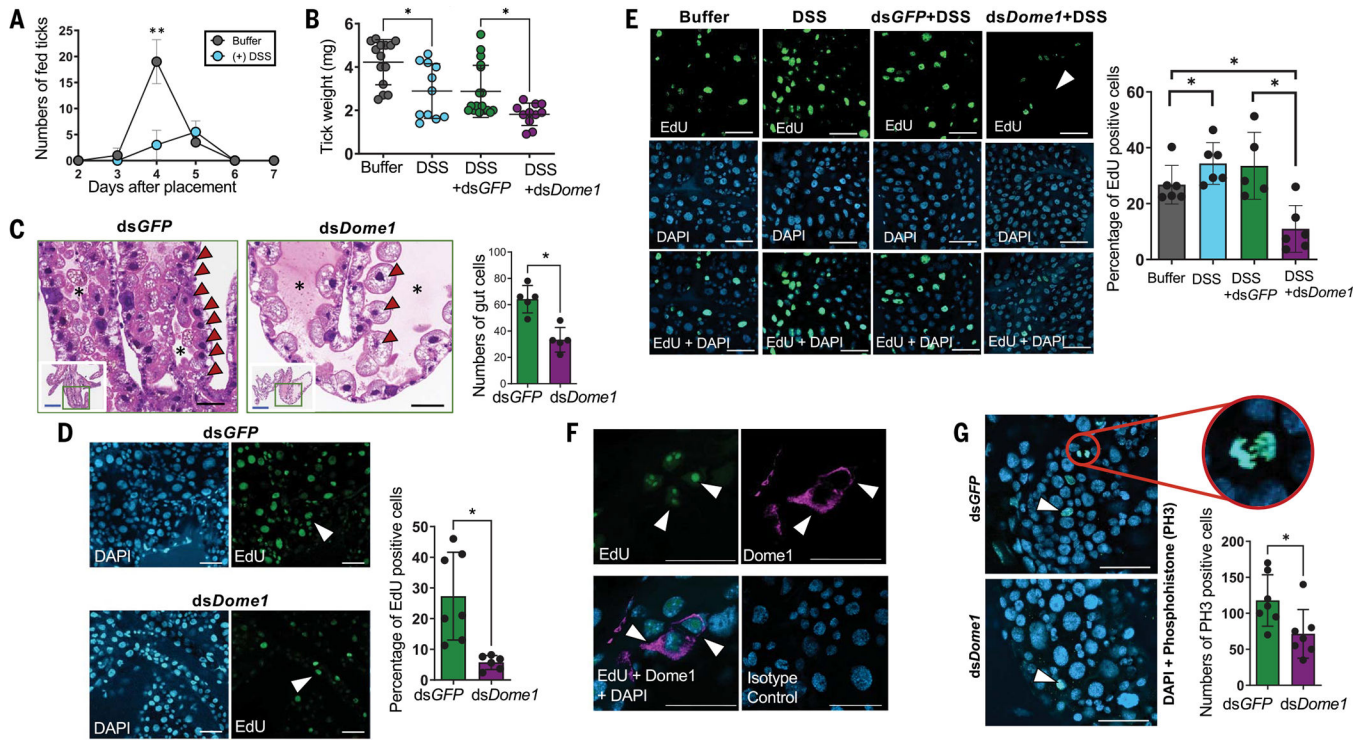 A
Numbers of fed ticks
25
20
15
10
5
0
**
Buffer
(+) DSS
2 3 4 5 6 7
Days after placement
B
Tick weight (mg)
6
4
2
0
* *
Buffer
DSS
DSS
+dsGFP
DSS
+dsDome1
C
dsGFP
dsDome1
*
*
*
*
Numbers of gut cells
100
80
60
40
20
0
*
dsGFP dsDome1
D
dsGFP
DAPI
EdU
dsDome1
DAPI
EdU
Percentage of EdU positive cells
50
40
30
20
10
0
*
dsGFP dsDome1
E
Buffer DSS dsGFP+DSS dsDome1+DSS
EdU EdU EdU EdU
DAPI DAPI DAPI DAPI
EdU + DAPI EdU + DAPI EdU + DAPI EdU + DAPI
Percentage of EdU positive cells
60
40
20
0
*
* *
Buffer
DSS
DSS
+dsGFP
DSS
+dsDome1
F
EdU
Dome1
EdU + Dome1
+ DAPI
Isotype
Control
G
dsGFP
dsDome1
DAPI + Phosphohistone (PH3)
Numbers of PH3 positive cells
200
150
100
50
0
*
dsGFP dsDome1